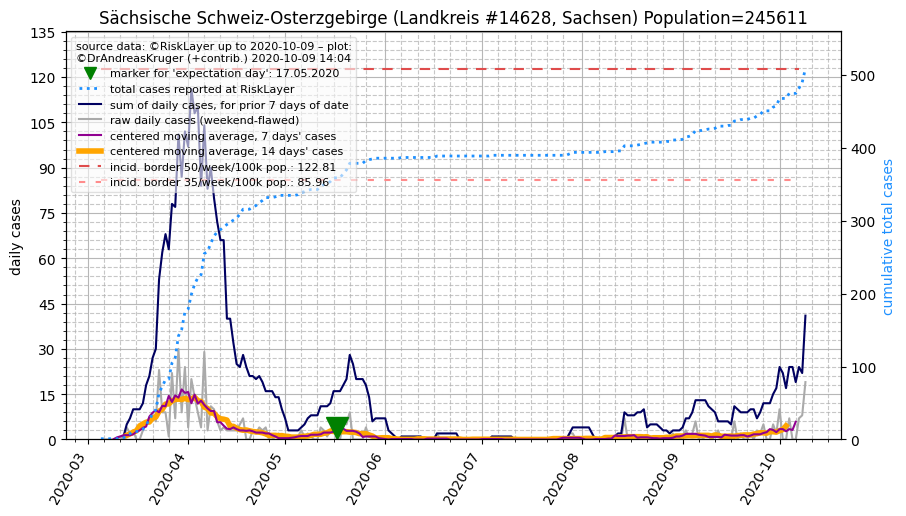 Sächsische Schweiz-Osterzgebirge (Landkreis #14628, Sachsen) Population=245611
source data: ©RiskLayer up to 2020-10-09 – plot:
©DrAndreasKruger (+contrib.) 2020-10-09 14:04
marker for 'expectation day': 17.05.2020
total cases reported at RiskLayer
sum of daily cases, for prior 7 days of date
raw daily cases (weekend-flawed)
centered moving average, 7 days' cases
centered moving average, 14 days' cases
incid. border 50/week/100k pop.: 122.81
incid. border 35/week/100k pop.: 85.96
daily cases
135
120
105
90
75
60
45
30
15
0
cumulative total cases
500
400
300
200
100
0
2020-03
2020-04
2020-05
2020-06
2020-07
2020-08
2020-09
2020-10